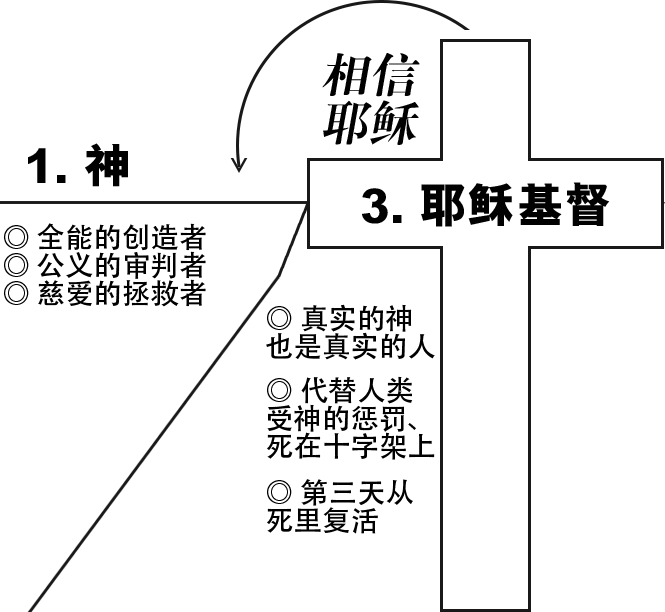 相信
耶稣
1. 神
3. 耶稣基督
◎ 全能的创造者
◎ 公义的审判者
◎ 慈爱的拯救者
◎ 真实的神
也是真实的人
◎ 代替人类
受神的惩罚、
死在十字架上
◎ 第三天从
死里复活